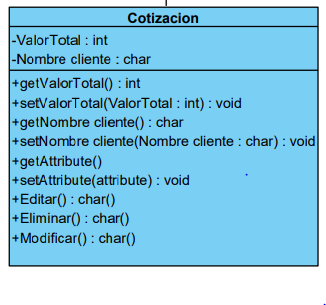 Cotizacion
-ValorTotal : int
-Nombre cliente : char
+getValorTotal() : int
+setValorTotal(ValorTotal : int) : void
+getNombre cliente() : char
+setNombre cliente(Nombre cliente : char) : void
+getAttribute()
+setAttribute(attribute) : void
+Editar() : char()
+Eliminar() : char()
+Modificar() : char()